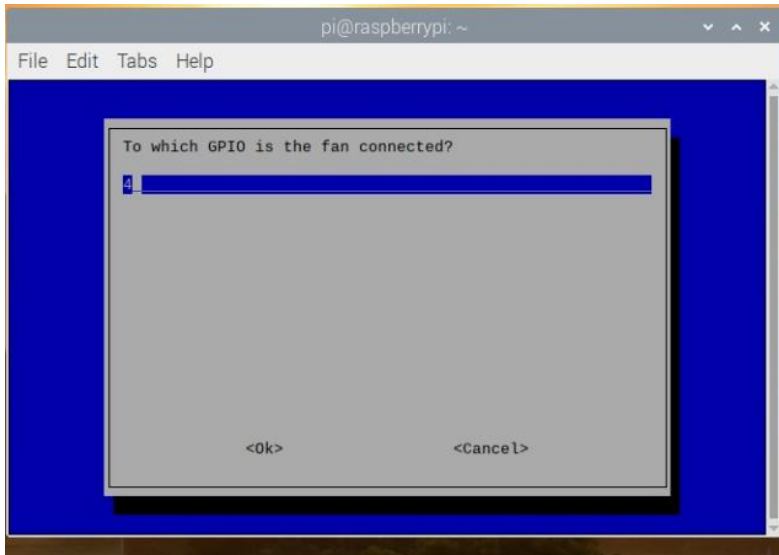 pi@raspberrypi: ~
File Edit Tabs Help
To which GPIO is the fan connected?
4
<Ok> <Cancel>